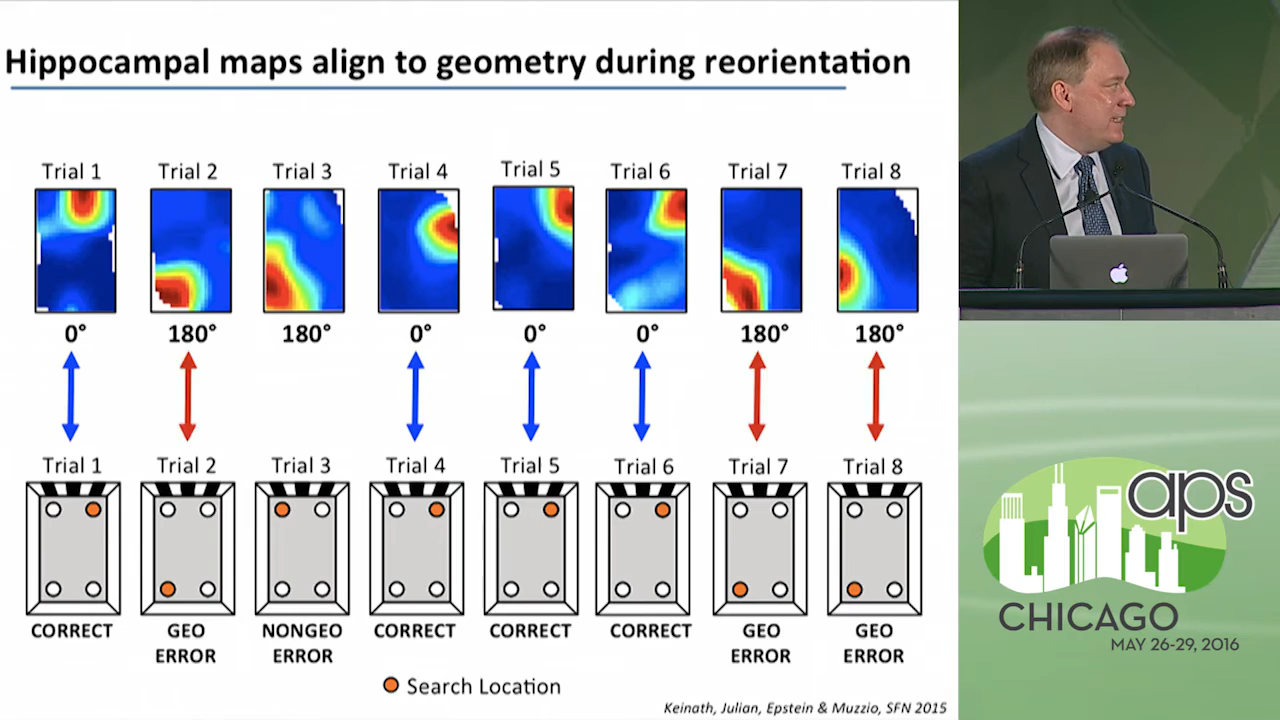 Hippocampal maps align to geometry during reorientation
Trial 1 Trial 2 Trial 3 Trial 4 Trial 5 Trial 6 Trial 7 Trial 8
0° 180° 180° 0° 0° 0° 180° 180°
Trial 1 Trial 2 Trial 3 Trial 4 Trial 5 Trial 6 Trial 7 Trial 8
CORRECT GEO NONGEO CORRECT CORRECT CORRECT GEO GEO
ERROR ERROR ERROR ERROR
Search Location
Keinath, Julian, Epstein & Muzzio, SFN 2015
aps
CHICAGO
MAY 26-29, 2016